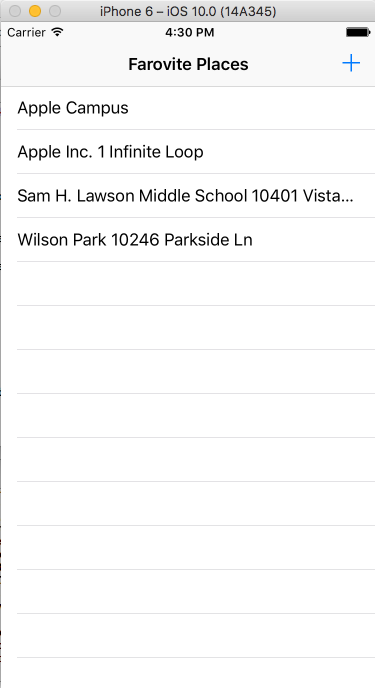 iPhone 6 – iOS 10.0 (14A345)
Carrier 4:30 PM
Farovite Places +
Apple Campus
Apple Inc. 1 Infinite Loop
Sam H. Lawson Middle School 10401 Vista...
Wilson Park 10246 Parkside Ln